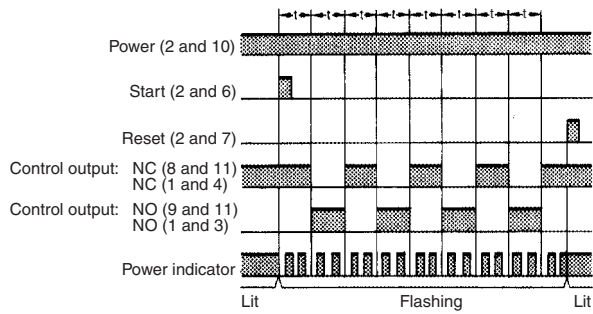 t t t t t t t t
Power (2 and 10)
Start (2 and 6)
Reset (2 and 7)
Control output: NC (8 and 11)
NC (1 and 4)
Control output: NO (9 and 11)
NO (1 and 3)
Power indicator
Lit Flashing Lit